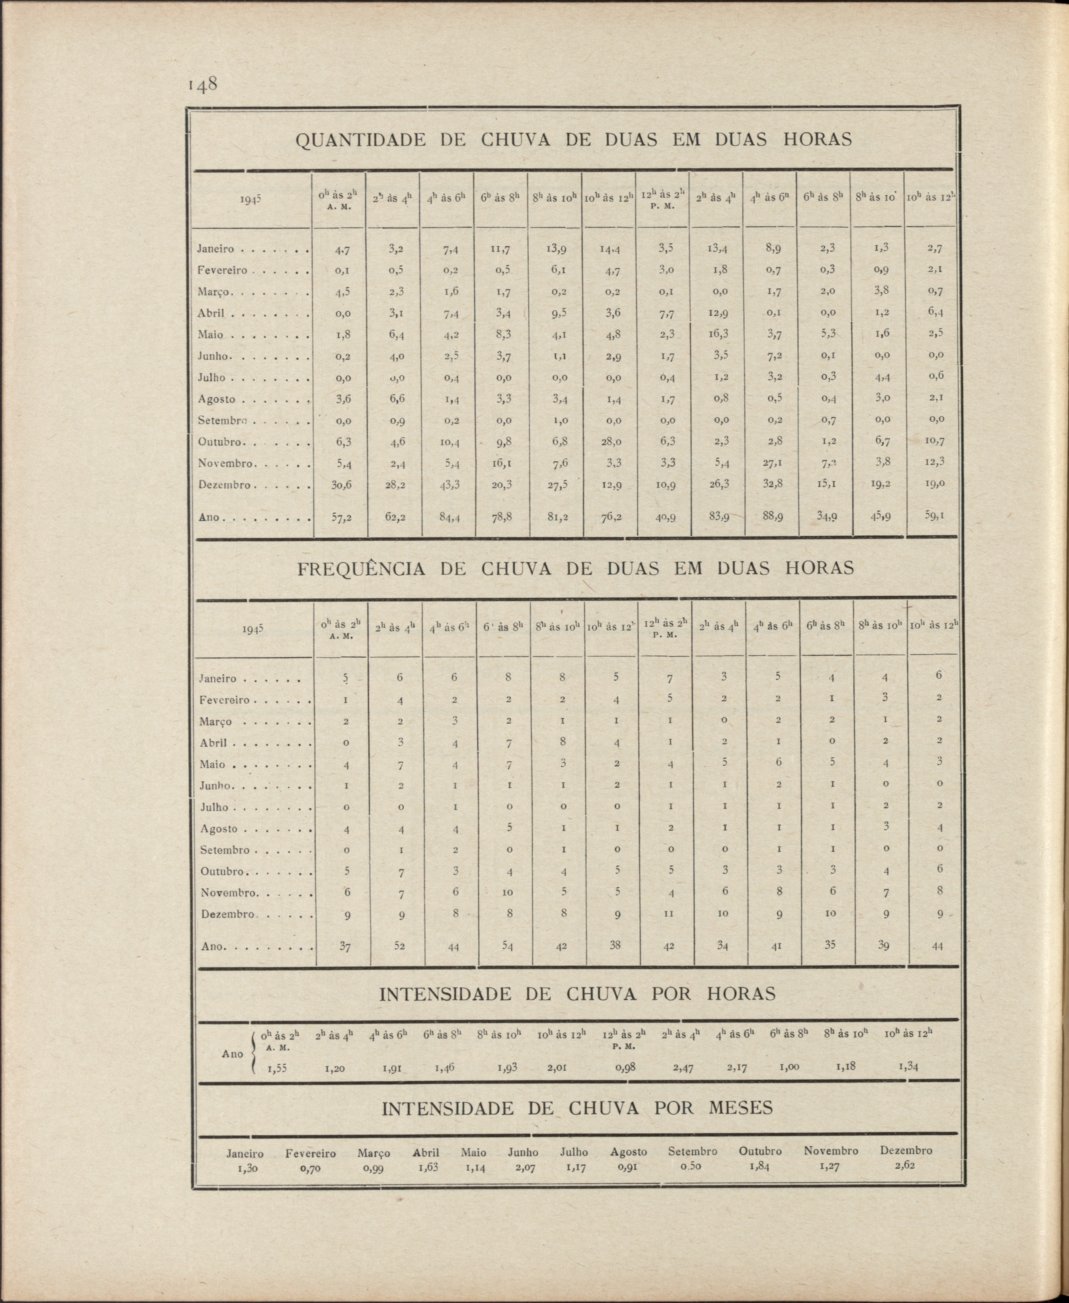 148
QUANTIDADE DE CHUVA DE DUAS EM DUAS HORAS
1945 0h às 2h A. M. 2h às 4h 4h às 6h 6h às 8h 8h às 10h 10h às 12h 12h às 2h P. M. 2h às 4h 4h às 6h 6h às 8h 8h às 10h 10h às 12h
Janeiro . . . . . . . 4,7 3,2 7,4 11,7 13,9 14,4 3,5 13,4 8,9 2,3 1,3 2,7
Fevereiro . . . . . . 0,1 0,5 0,2 0,5 6,1 4,7 3,0 1,8 0,7 0,3 0,9 2,1
Março. . . . . . . . 4,5 2,3 1,6 1,7 0,2 0,2 0,1 0,0 1,7 2,0 3,8 0,7
Abril . . . . . . . . 0,0 3,1 7,4 3,4 9,5 3,6 7,7 12,9 0,1 0,0 1,2 6,4
Maio . . . . . . . . 1,8 6,4 4,2 8,3 4,1 4,8 2,3 16,3 3,7 5,3 1,6 2,5
Junho. . . . . . . . 0,2 4,0 2,5 3,7 1,1 2,9 1,7 3,5 7,2 0,1 0,0 0,0
Julho . . . . . . . . 0,0 0,0 0,4 0,0 0,0 0,0 0,4 1,2 3,2 0,3 4,4 0,6
Agosto . . . . . . . 3,6 6,6 1,4 3,3 3,4 1,4 1,7 0,8 0,5 0,4 3,0 2,1
Setembro . . . . . . 0,0 0,9 0,2 0,0 1,0 0,0 0,0 0,0 0,2 0,7 0,0 0,0
Outubro. . . . . . . 6,3 4,6 10,4 9,8 6,8 28,0 6,3 2,3 2,8 1,2 6,7 10,7
Novembro. . . . . . 5,4 2,4 5,4 16,1 7,6 3,3 3,3 5,4 27,1 7,2 3,8 12,3
Dezembro . . . . . . 30,6 28,2 43,3 20,3 27,5 12,9 10,9 26,3 32,8 15,1 19,2 19,0
Ano. . . . . . . . . 57,2 62,2 84,4 78,8 81,2 76,2 40,9 83,9 88,9 34,9 45,9 59,1
FREQUÊNCIA DE CHUVA DE DUAS EM DUAS HORAS
1945 0h às 2h A. M. 2h às 4h 4h às 6h 6h às 8h 8h às 10h 10h às 12h 12h às 2h P. M. 2h às 4h 4h às 6h 6h às 8h 8h às 10h 10h às 12h
Janeiro . . . . . . 5 6 6 8 8 5 7 3 5 4 4 6
Fevereiro . . . . . . 1 4 2 2 2 4 5 2 2 1 3 2
Março . . . . . . . 2 2 3 2 1 1 1 0 2 2 1 2
Abril . . . . . . . . 0 3 4 7 8 4 1 2 1 0 2 2
Maio . . . . . . . . 4 7 4 7 3 2 4 5 6 5 4 3
Junho. . . . . . . . 1 2 1 1 1 2 1 1 2 1 0 0
Julho . . . . . . . . 0 0 1 0 0 0 1 1 1 1 2 2
Agosto . . . . . . . 4 4 4 5 1 1 2 1 1 1 3 4
Setembro . . . . . . 0 1 2 0 1 0 0 0 1 1 0 0
Outubro. . . . . . . 5 7 3 4 4 5 5 3 3 3 4 6
Novembro. . . . . . 6 7 6 10 5 5 4 6 8 6 7 8
Dezembro . . . . . . 9 9 8 8 8 9 11 10 9 10 9 9
Ano. . . . . . . . . 37 52 44 54 42 38 42 34 41 35 39 44
INTENSIDADE DE CHUVA POR HORAS
0h às 2h A. M. 2h às 4h 4h às 6h 6h às 8h 8h às 10h 10h às 12h 12h às 2h P. M. 2h às 4h 4h às 6h 6h às 8h 8h às 10h 10h às 12h
Ano
1,55 1,20 1,91 1,46 1,93 2,01 0,98 2,47 2,17 1,00 1,18 1,34
INTENSIDADE DE CHUVA POR MESES
Janeiro Fevereiro Março Abril Maio Junho Julho Agosto Setembro Outubro Novembro Dezembro
1,30 0,70 0,99 1,63 1,14 2,07 1,17 0,91 0.50 1,84 1,27 2,62